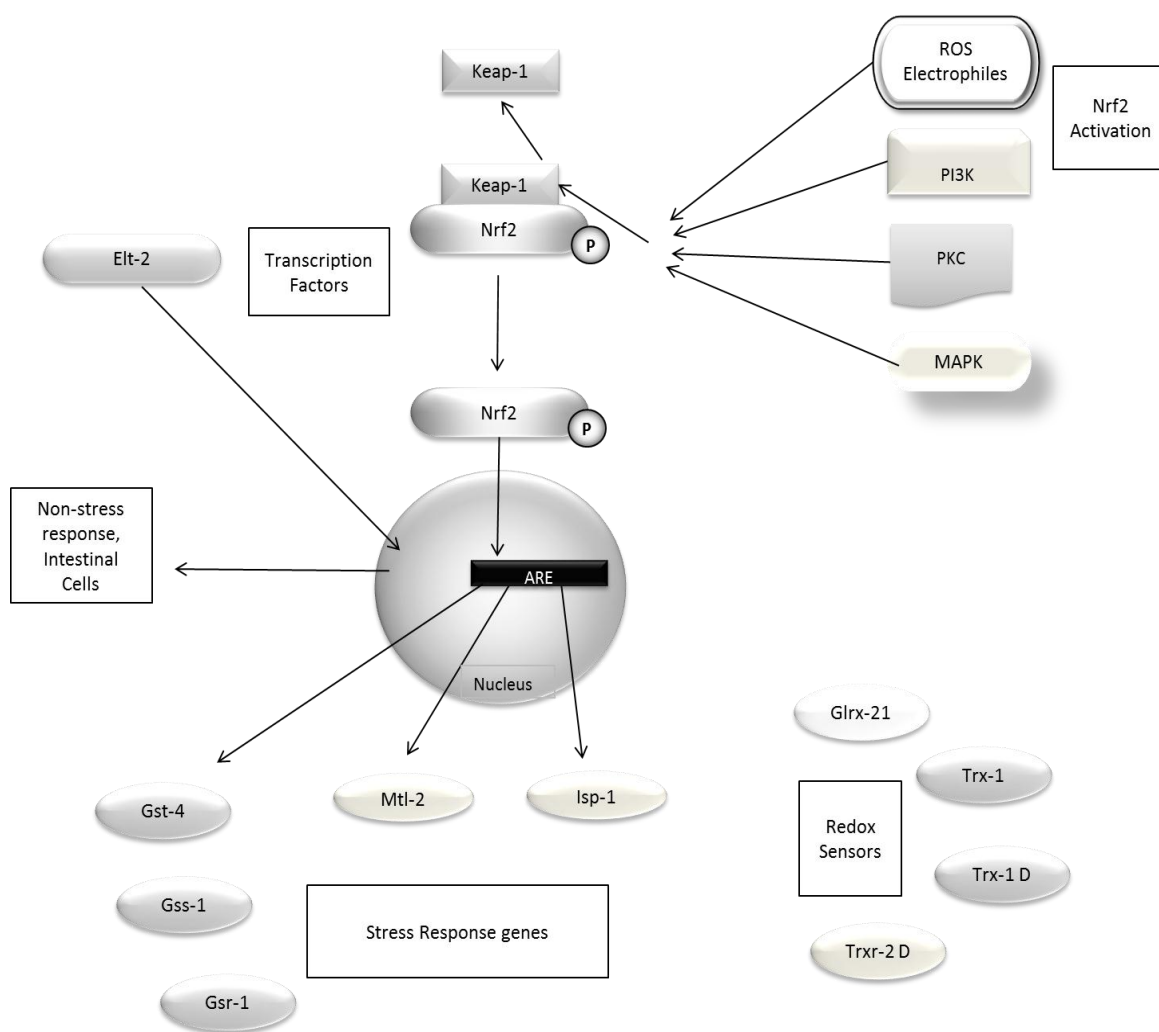 Keap-1
ROS
Electrophiles
Nrf2
Activation
Keap-1
PI3K
Nrf2
P
Elt-2
Transcription
Factors
PKC
MAPK
Nrf2
P
Non-stress
response,
Intestinal
Cells
ARE
Nucleus
Glrx-21
Trx-1
Gst-4
Mtl-2
Isp-1
Redox
Sensors
Trx-1 D
Gss-1
Stress Response genes
Trxr-2 D
Gsr-1